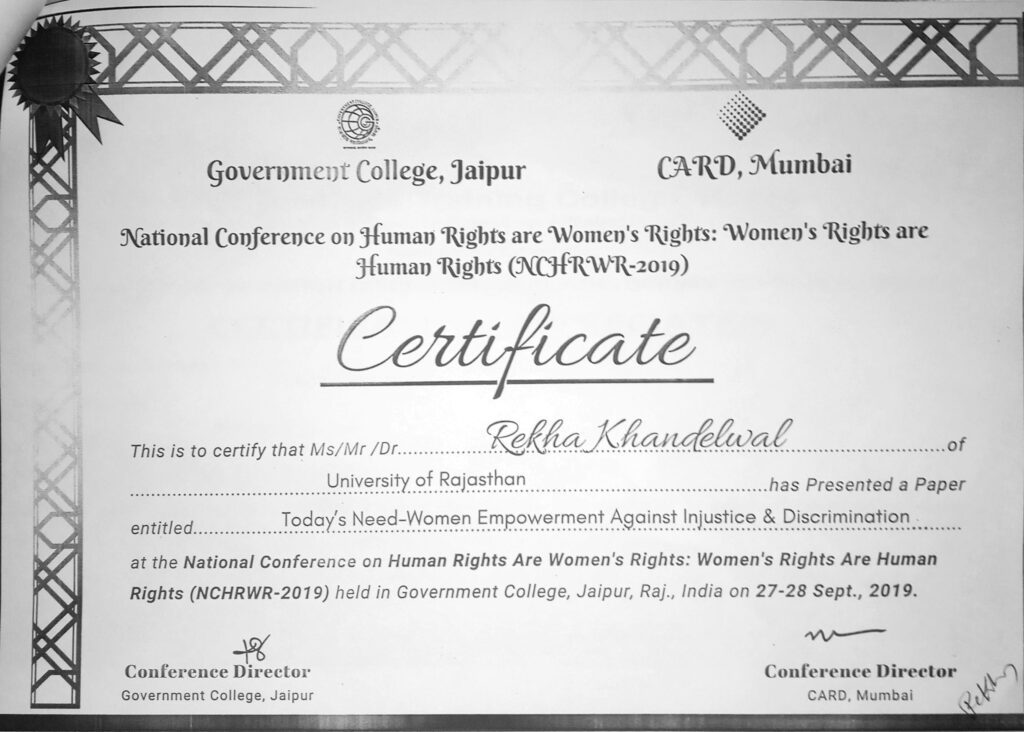 Government College, Jaipur
CARD, Mumbai
National Conference on Human Rights are Women's Rights: Women's Rights are
Human Rights (NCHRWR-2019)
Certificate
This is to certify that Ms/Mr /Dr.....Rekha Khandelwal.....of
.....University of Rajasthan.....has Presented a Paper
entitled.....Today's Need-Women Empowerment Against Injustice & Discrimination.....
at the National Conference on Human Rights Are Women's Rights: Women's Rights Are Human
Rights (NCHRWR-2019) held in Government College, Jaipur, Raj., India on 27-28 Sept., 2019.
Conference Director
Government College, Jaipur
Conference Director
CARD, Mumbai